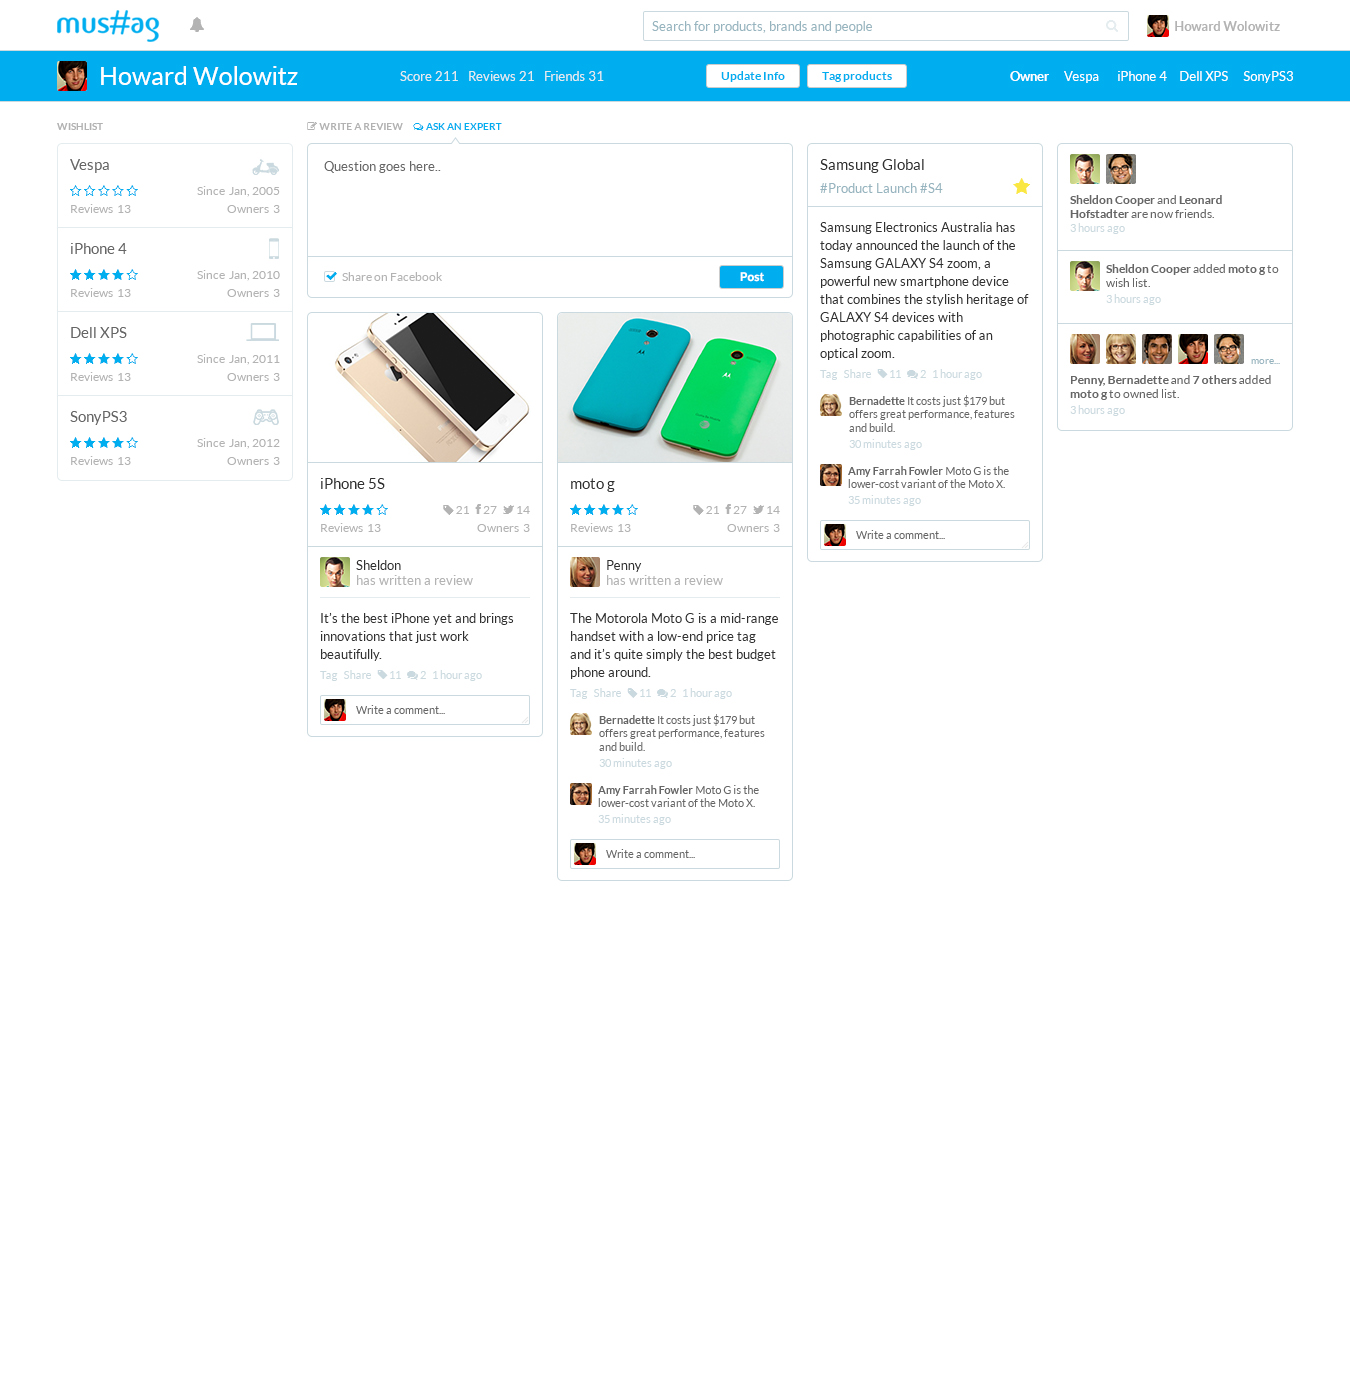 mus#ag
Search for products, brands and people
Howard Wolowitz
Howard Wolowitz
Score 211 Reviews 21 Friends 31
Update Info Tag products
Owner Vespa iPhone 4 Dell XPS SonyPS3
WISHLIST
Vespa
Since Jan, 2005
Reviews 13 Owners 3
iPhone 4
Since Jan, 2010
Reviews 13 Owners 3
Dell XPS
Since Jan, 2011
Reviews 13 Owners 3
SonyPS3
Since Jan, 2012
Reviews 13 Owners 3
WRITE A REVIEW ASK AN EXPERT
Question goes here..
Share on Facebook Post
iPhone 5S
21 27 14
Reviews 13 Owners 3
Sheldon
has written a review
It's the best iPhone yet and brings
innovations that just work
beautifully.
Tag Share 11 2 1 hour ago
Write a comment...
moto g
21 27 14
Reviews 13 Owners 3
Penny
has written a review
The Motorola Moto G is a mid-range
handset with a low-end price tag
and it's quite simply the best budget
phone around.
Tag Share 11 2 1 hour ago
Bernadette It costs just $179 but
offers great performance, features
and build.
30 minutes ago
Amy Farrah Fowler Moto G is the
lower-cost variant of the Moto X.
35 minutes ago
Write a comment...
Samsung Global
#Product Launch #S4
Samsung Electronics Australia has
today announced the launch of the
Samsung GALAXY S4 zoom, a
powerful new smartphone device
that combines the stylish heritage of
GALAXY S4 devices with
photographic capabilities of an
optical zoom.
Tag Share 11 2 1 hour ago
Bernadette It costs just $179 but
offers great performance, features
and build.
30 minutes ago
Amy Farrah Fowler Moto G is the
lower-cost variant of the Moto X.
35 minutes ago
Write a comment...
Sheldon Cooper and Leonard
Hofstadter are now friends.
3 hours ago
Sheldon Cooper added moto g to
wish list.
3 hours ago
more...
Penny, Bernadette and 7 others added
moto g to owned list.
3 hours ago